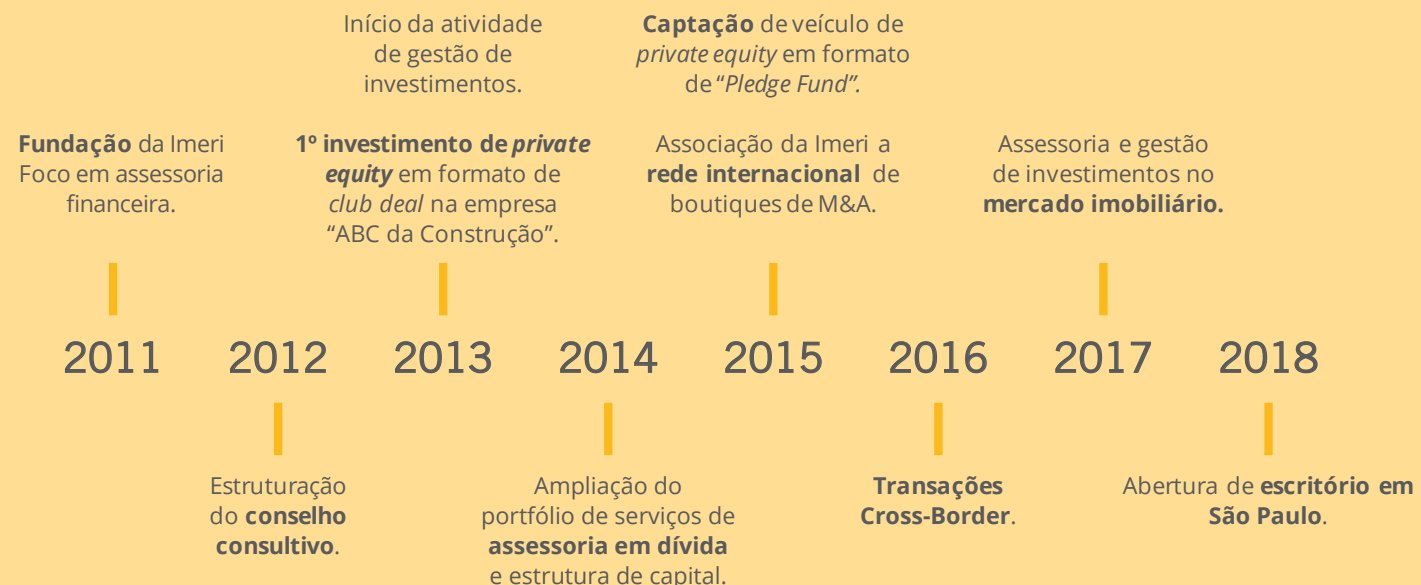 Fundação da Imeri
Foco em assessoria
financeira.
Início da atividade
de gestão de
investimentos.
1º investimento de private
equity em formato de
club deal na empresa
“ABC da Construção”.
Captação de veículo de
private equity em formato
de “Pledge Fund”.
Associação da Imeri a
rede internacional de
boutiques de M&A.
Assessoria e gestão
de investimentos no
mercado imobiliário.
2011 2012 2013 2014 2015 2016 2017 2018
Estruturação
do conselho
consultivo.
Ampliação do
portfólio de serviços de
assessoria em dívida
e estrutura de capital.
Transações
Cross-Border.
Abertura de escritório em
São Paulo.